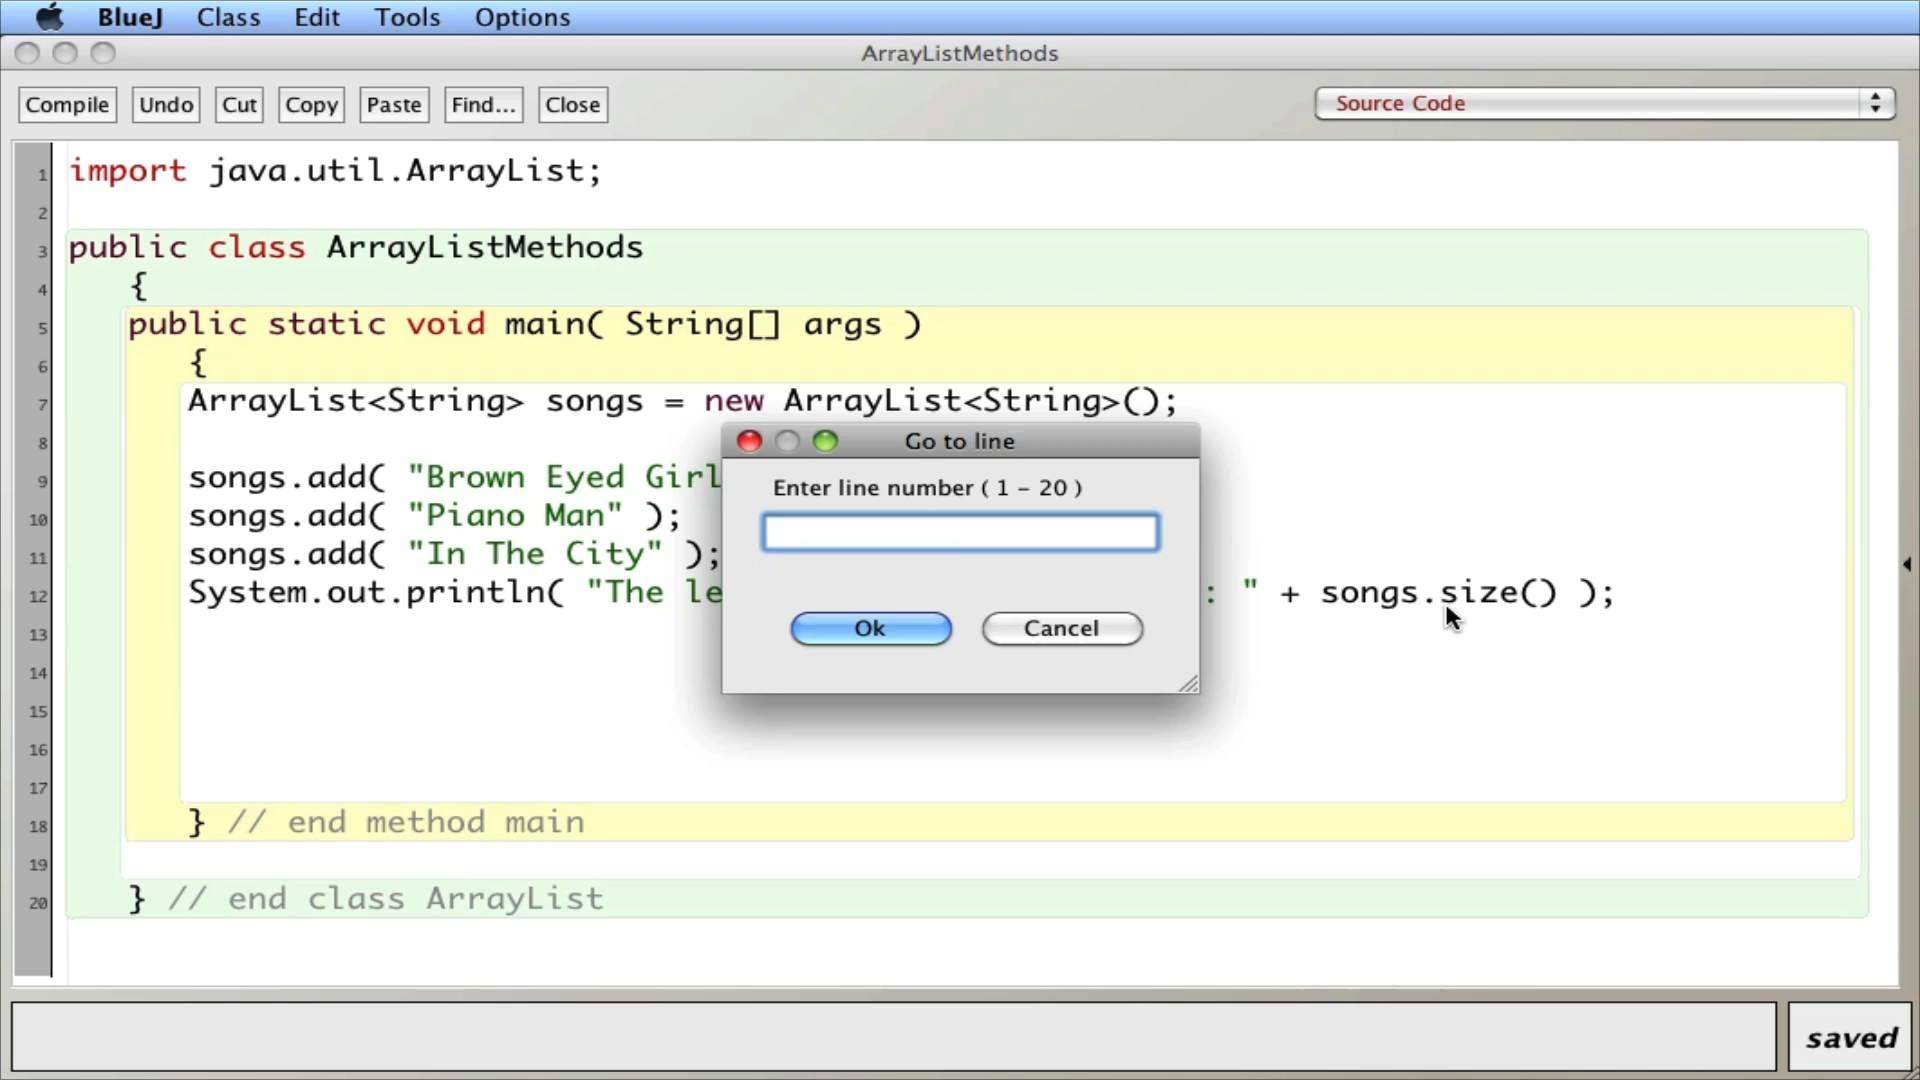 BlueJ Class Edit Tools Options
ArrayListMethods
Compile Undo Cut Copy Paste Find... Close Source Code
1 import java.util.ArrayList;
2
3 public class ArrayListMethods
4 {
5 public static void main( String[] args )
6 {
7 ArrayList<String> songs = new ArrayList<String>();
8
9 songs.add( "Brown Eyed Girl
10 songs.add( "Piano Man" );
11 songs.add( "In The City" );
12 System.out.println( "The le : " + songs.size() );
13
14
15
16
17
18 } // end method main
19
20 } // end class ArrayList
Go to line
Enter line number ( 1 - 20 )
Ok Cancel
saved